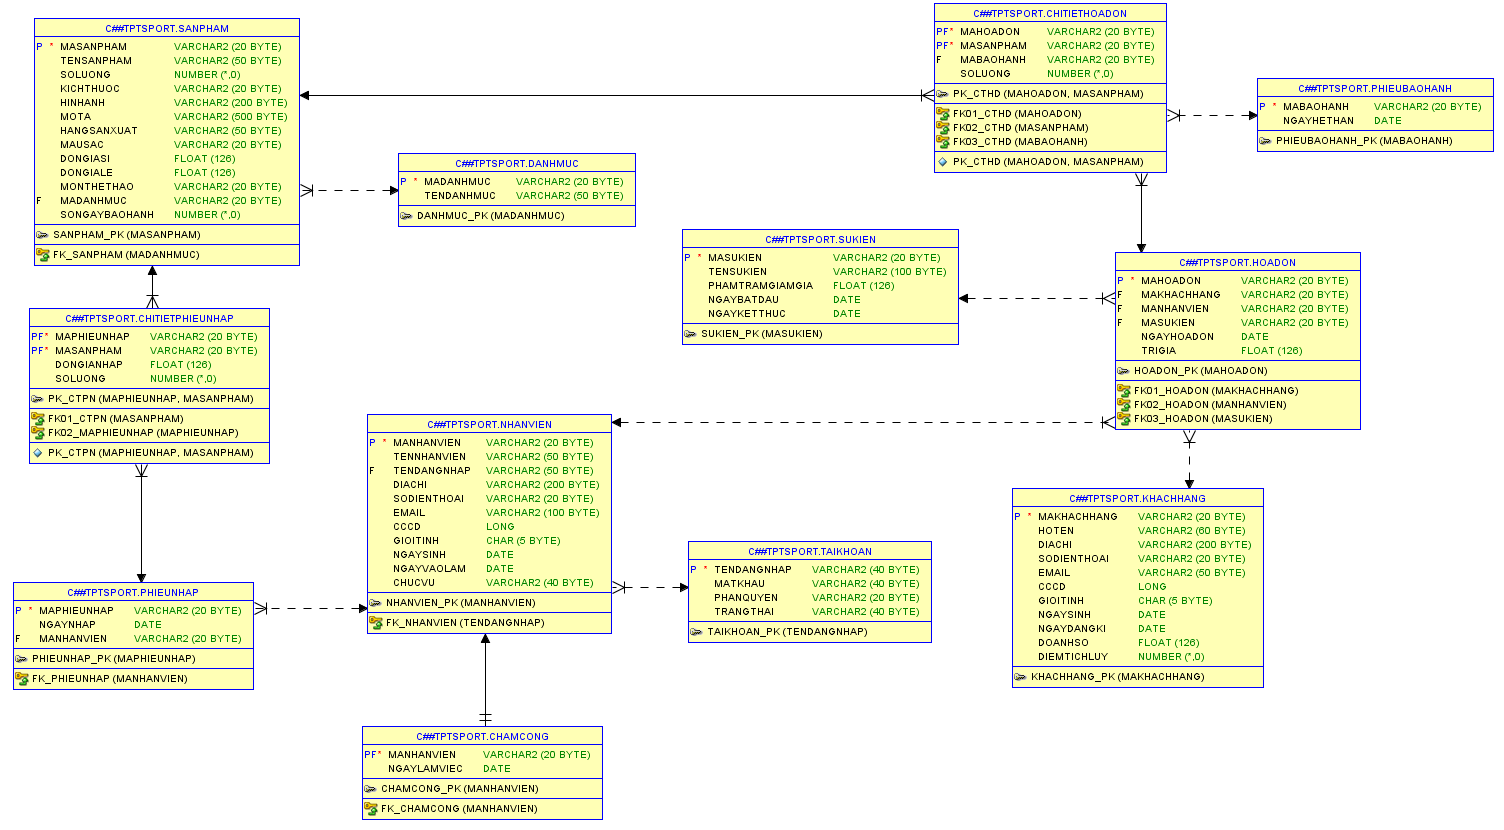 C##TPTSPORT.SANPHAM
P * MASANPHAM VARCHAR2 (20 BYTE)
TENSANPHAM VARCHAR2 (50 BYTE)
SOLUONG NUMBER (*,0)
KICHTHUOC VARCHAR2 (20 BYTE)
HINHANH VARCHAR2 (200 BYTE)
MOTA VARCHAR2 (500 BYTE)
HANGSANXUAT VARCHAR2 (50 BYTE)
MAUSAC VARCHAR2 (20 BYTE)
DONGIASI FLOAT (126)
DONGIALE FLOAT (126)
MONTHETHAO VARCHAR2 (20 BYTE)
F MADANHMUC VARCHAR2 (20 BYTE)
SONGAYBAOHANH NUMBER (*,0)
SANPHAM_PK (MASANPHAM)
FK_SANPHAM (MADANHMUC)
C##TPTSPORT.CHITIETHOADON
PF* MAHOADON VARCHAR2 (20 BYTE)
PF* MASANPHAM VARCHAR2 (20 BYTE)
F MABAOHANH VARCHAR2 (20 BYTE)
SOLUONG NUMBER (*,0)
PK_CTHD (MAHOADON, MASANPHAM)
FK01_CTHD (MAHOADON)
FK02_CTHD (MASANPHAM)
FK03_CTHD (MABAOHANH)
PK_CTHD (MAHOADON, MASANPHAM)
C##TPTSPORT.PHIEUBAOHANH
P * MABAOHANH VARCHAR2 (20 BYTE)
NGAYHETHAN DATE
PHIEUBAOHANH_PK (MABAOHANH)
C##TPTSPORT.DANHMUC
P * MADANHMUC VARCHAR2 (20 BYTE)
TENDANHMUC VARCHAR2 (50 BYTE)
DANHMUC_PK (MADANHMUC)
C##TPTSPORT.SUKIEN
P * MASUKIEN VARCHAR2 (20 BYTE)
TENSUKIEN VARCHAR2 (100 BYTE)
PHAMTRAMGIAMGIA FLOAT (126)
NGAYBATDAU DATE
NGAYKETTHUC DATE
SUKIEN_PK (MASUKIEN)
C##TPTSPORT.HOADON
P * MAHOADON VARCHAR2 (20 BYTE)
F MAKHACHHANG VARCHAR2 (20 BYTE)
F MANHANVIEN VARCHAR2 (20 BYTE)
F MASUKIEN VARCHAR2 (20 BYTE)
NGAYHOADON DATE
TRIGIA FLOAT (126)
HOADON_PK (MAHOADON)
FK01_HOADON (MAKHACHHANG)
FK02_HOADON (MANHANVIEN)
FK03_HOADON (MASUKIEN)
C##TPTSPORT.CHITIETPHIEUNHAP
PF* MAPHIEUNHAP VARCHAR2 (20 BYTE)
PF* MASANPHAM VARCHAR2 (20 BYTE)
DONGIANHAP FLOAT (126)
SOLUONG NUMBER (*,0)
PK_CTPN (MAPHIEUNHAP, MASANPHAM)
FK01_CTPN (MASANPHAM)
FK02_MAPHIEUNHAP (MAPHIEUNHAP)
PK_CTPN (MAPHIEUNHAP, MASANPHAM)
C##TPTSPORT.NHANVIEN
P * MANHANVIEN VARCHAR2 (20 BYTE)
TENNHANVIEN VARCHAR2 (50 BYTE)
F TENDANGNHAP VARCHAR2 (50 BYTE)
DIACHI VARCHAR2 (200 BYTE)
SODIENTHOAI VARCHAR2 (20 BYTE)
EMAIL VARCHAR2 (100 BYTE)
CCCD LONG
GIOITINH CHAR (5 BYTE)
NGAYSINH DATE
NGAYVAOLAM DATE
CHUCVU VARCHAR2 (40 BYTE)
NHANVIEN_PK (MANHANVIEN)
FK_NHANVIEN (TENDANGNHAP)
C##TPTSPORT.TAIKHOAN
P * TENDANGNHAP VARCHAR2 (40 BYTE)
MATKHAU VARCHAR2 (40 BYTE)
PHANQUYEN VARCHAR2 (20 BYTE)
TRANGTHAI VARCHAR2 (40 BYTE)
TAIKHOAN_PK (TENDANGNHAP)
C##TPTSPORT.KHACHHANG
P * MAKHACHHANG VARCHAR2 (20 BYTE)
HOTEN VARCHAR2 (60 BYTE)
DIACHI VARCHAR2 (200 BYTE)
SODIENTHOAI VARCHAR2 (20 BYTE)
EMAIL VARCHAR2 (50 BYTE)
CCCD LONG
GIOITINH CHAR (5 BYTE)
NGAYSINH DATE
NGAYDANGKI DATE
DOANHSO FLOAT (126)
DIEMTICHLUY NUMBER (*,0)
KHACHHANG_PK (MAKHACHHANG)
C##TPTSPORT.PHIEUNHAP
P * MAPHIEUNHAP VARCHAR2 (20 BYTE)
NGAYNHAP DATE
F MANHANVIEN VARCHAR2 (20 BYTE)
PHIEUNHAP_PK (MAPHIEUNHAP)
FK_PHIEUNHAP (MANHANVIEN)
C##TPTSPORT.CHAMCONG
PF* MANHANVIEN VARCHAR2 (20 BYTE)
NGAYLAMVIEC DATE
CHAMCONG_PK (MANHANVIEN)
FK_CHAMCONG (MANHANVIEN)